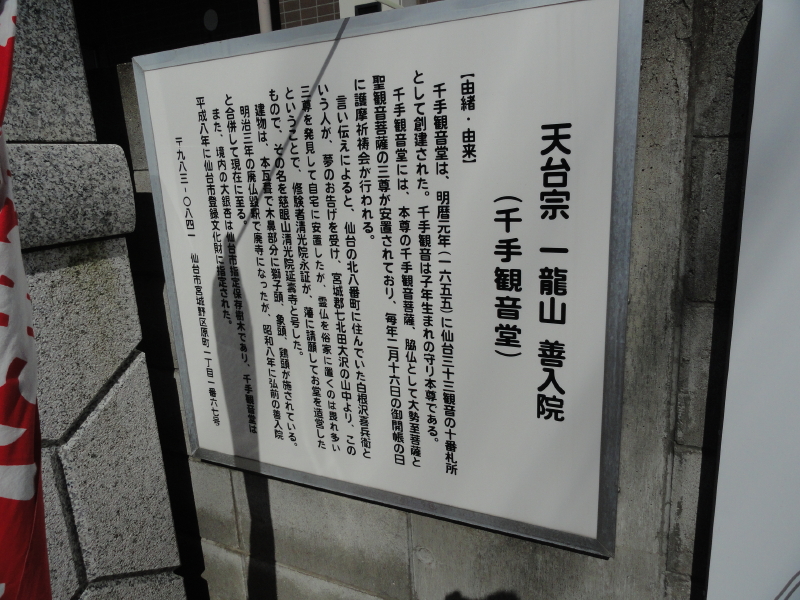 天台宗 一龍山 善入院
（千手観音堂）
【由緒・由来】
千手観音堂は、明暦元年（一六五五）に仙台三十三観音の十番札所
として創建された。千手観音は子年生まれの守り本尊である。
千手観音堂には、本尊の千手観音菩薩、脇仏として大勢至菩薩と
聖観音菩薩の三尊が安置されており、毎年二月十六日の御開帳の日
に護摩祈祷会が行われる。
言い伝えによると、仙台の北八番町に住んでいた白根沢喜兵衛と
いう人が、夢のお告げを受け、宮城郡七北田大沢の山中より、この
三尊を発見して自宅に安置したが、霊仏を俗家に置くのは畏れ多い
ということで、修験者清光院永証が、藩に請願してお堂を造営した
もので、その名を慈眼山清光院延寿寺と号した。
建物は、本瓦葺で木鼻部分に獅子頭、象頭、鶏頭が施されている。
明治三年の廃仏毀釈で廃寺になったが、昭和八年に弘前の善入院
と合併して現在に至る。
また、境内の大銀杏は仙台市指定保存樹木であり、千手観音堂は
平成八年に仙台市登録文化財に指定された。
〒九八三-〇八四一 仙台市宮城野区原町一丁目一番六七号